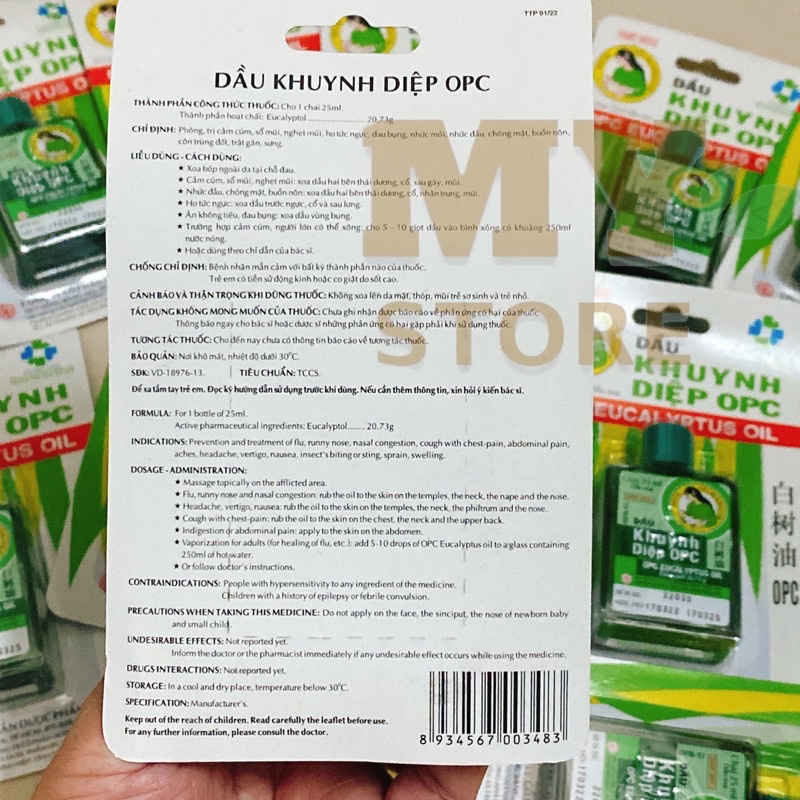 TTP 01/22
DẦU KHUYNH DIỆP OPC
THÀNH PHẦN CÔNG THỨC THUỐC: Cho 1 chai 25ml.
Thành phần hoạt chất: Eucalyptol .................... 20,73g
CHỈ ĐỊNH: Phòng, trị cảm cúm, sổ mũi, nghẹt mũi, ho tức ngực, đau bụng, nhức mỏi, nhức đầu, chóng mặt, buồn nôn,
côn trùng đốt, trật gân, sưng.
LIỀU DÙNG - CÁCH DÙNG:
★ Xoa bóp ngoài da tại chỗ đau.
★ Cảm cúm, sổ mũi, nghẹt mũi: xoa dầu hai bên thái dương, cổ, sau gáy, mũi.
★ Nhức đầu, chóng mặt, buồn nôn: xoa dầu hai bên thái dương, cổ, nhân trung, mũi.
★ Ho tức ngực: xoa dầu trước ngực, cổ và sau lưng.
★ Ăn không tiêu, đau bụng: xoa dầu vùng bụng.
★ Trường hợp cảm cúm, người lớn có thể xông: cho 5 - 10 giọt dầu vào bình xông có khoảng 250ml
nước nóng.
★ Hoặc dùng theo chỉ dẫn của bác sĩ.
CHỐNG CHỈ ĐỊNH: Bệnh nhân mẫn cảm với bất kỳ thành phần nào của thuốc.
Trẻ em có tiền sử động kinh hoặc co giật do sốt cao.
CẢNH BÁO VÀ THẬN TRỌNG KHI DÙNG THUỐC: Không xoa lên da mặt, thóp, mũi trẻ sơ sinh và trẻ nhỏ.
TÁC DỤNG KHÔNG MONG MUỐN CỦA THUỐC: Chưa ghi nhận được báo cáo về phản ứng có hại của thuốc.
Thông báo ngay cho bác sĩ hoặc dược sĩ những phản ứng có hại gặp phải khi sử dụng thuốc.
TƯƠNG TÁC THUỐC: Cho đến nay chưa có thông tin báo cáo về tương tác thuốc.
BẢO QUẢN: Nơi khô mát, nhiệt độ dưới 30°C.
SĐK: VD-18976-13. TIÊU CHUẨN: TCCS.
Để xa tầm tay trẻ em. Đọc kỹ hướng dẫn sử dụng trước khi dùng. Nếu cần thêm thông tin, xin hỏi ý kiến bác sĩ.
FORMULA: For 1 bottle of 25ml.
Active pharmaceutical ingredients: Eucalyptol........ 20.73g
INDICATIONS: Prevention and treatment of flu, runny nose, nasal congestion, cough with chest-pain, abdominal pain,
aches, headache, vertigo, nausea, insect's biting or sting, sprain, swelling.
DOSAGE - ADMINISTRATION:
★ Massage topically on the afflicted area.
★ Flu, runny nose and nasal congestion: rub the oil to the skin on the temples, the neck, the nape and the nose.
★ Headache, vertigo, nausea: rub the oil to the skin on the temples, the neck, the philtrum and the nose.
★ Cough with chest-pain: rub the oil to the skin on the chest, the neck and the upper back.
★ Indigestion or abdominal pain: apply to the skin on the abdomen.
★ Vaporization for adults (for healing of flu, etc.): add 5-10 drops of OPC Eucalyptus oil to a glass containing
250ml of hot water.
★ Or follow doctor's instructions.
CONTRAINDICATIONS: People with hypersensitivity to any ingredient of the medicine.
Children with a history of epilepsy or febrile convulsion.
PRECAUTIONS WHEN TAKING THIS MEDICINE: Do not apply on the face, the sinciput, the nose of newborn baby
and small child.
UNDESIRABLE EFFECTS: Not reported yet.
Inform the doctor or the pharmacist immediately if any undesirable effect occurs while using the medicine.
DRUGS INTERACTIONS: Not reported yet.
STORAGE: In a cool and dry place, temperature below 30°C.
SPECIFICATION: Manufacturer's.
Keep out of the reach of children. Read carefully the leaflet before use.
For any further information, please consult the doctor.
8 934567 003483
MY
STORE
DẦU
KHUYNH
DIỆP OPC
OPC EUCALYPTUS OIL
DẦU
KHUYNH
DIỆP OPC
EUCALYPTUS OIL
DẦU
Khuynh
Diệp OPC
OPC EUCALYPTUS OIL
170322 170325
白
树
油
OPC